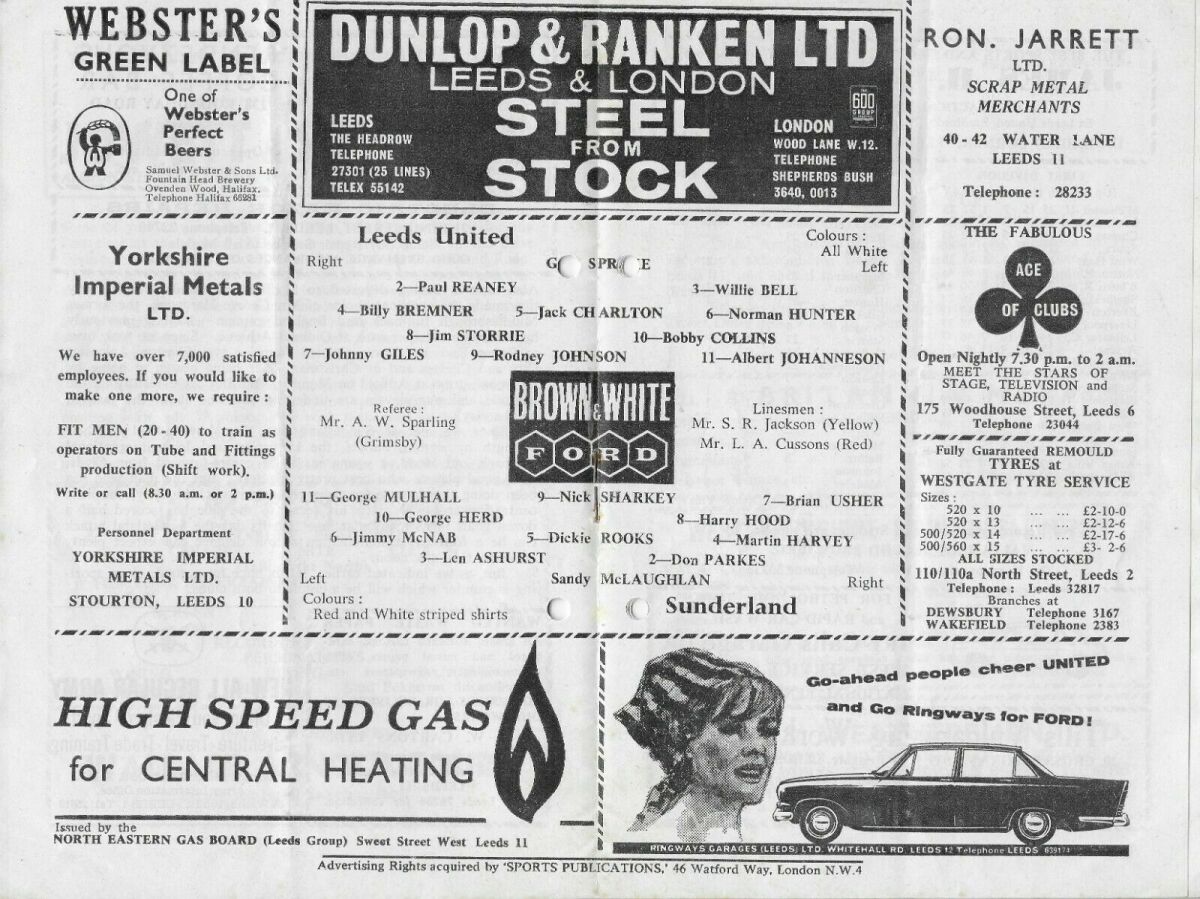 WEBSTER'S
GREEN LABEL
One of
Webster's
Perfect
Beers
Samuel Webster & Sons Ltd.
Fountain Head Brewery
Ovenden Wood, Halifax.
Telephone Halifax 66281
DUNLOP & RANKEN LTD
LEEDS & LONDON
STEEL
FROM
STOCK
LEEDS
THE HEADROW
TELEPHONE
27301 (25 LINES)
TELEX 55142
600
GROUP
LONDON
WOOD LANE W.12.
TELEPHONE
SHEPHERDS BUSH
3640, 0013
RON. JARRETT
LTD.
SCRAP METAL
MERCHANTS
40-42 WATER LANE
LEEDS 11
Telephone: 28233
Yorkshire
Imperial Metals
LTD.
We have over 7,000 satisfied
employees. If you would like to
make one more, we require:
FIT MEN (20-40) to train as
operators on Tube and Fittings
production (Shift work).
Write or call (8.30 a.m. or 2 p.m.)
Personnel Department
YORKSHIRE IMPERIAL
METALS LTD.
STOURTON, LEEDS 10
Leeds United
Colours:
All White
Right
Left
2—Paul REANEY 3—Willie BELL
4—Billy BREMNER 5—Jack CHARLTON 6—Norman HUNTER
8—Jim STORRIE 10—Bobby COLLINS
7—Johnny GILES 9—Rodney JOHNSON 11—Albert JOHANNESON
Referee:
Mr. A. W. Sparling
(Grimsby)
BROWN & WHITE
FORD
Linesmen:
Mr. S. R. Jackson (Yellow)
Mr. L. A. Cussons (Red)
11—George MULHALL 9—Nick SHARKEY 7—Brian USHER
10—George HERD 8—Harry HOOD
6—Jimmy McNAB 5—Dickie ROOKS 4—Martin HARVEY
3—Len ASHURST 2—Don PARKES
Left Sandy McLAUGHLAN Right
Colours:
Red and White striped shirts
Sunderland
THE FABULOUS
ACE
OF CLUBS
Open Nightly 7.30 p.m. to 2 a.m.
MEET THE STARS OF
STAGE, TELEVISION and
RADIO
175 Woodhouse Street, Leeds 6
Telephone 23044
Fully Guaranteed REMOULD
TYRES at
WESTGATE TYRE SERVICE
Sizes:
520 x 10 ... ... £2-10-0
520 x 13 ... ... £2-12-6
500/520 x 14 ... ... £2-17-6
500/560 x 15 ... ... £3- 2-6
ALL SIZES STOCKED
110/110a North Street, Leeds 2
Telephone: Leeds 32817
Branches at
DEWSBURY Telephone 3167
WAKEFIELD Telephone 2383
HIGH SPEED GAS
for CENTRAL HEATING
Issued by the
NORTH EASTERN GAS BOARD (Leeds Group) Sweet Street West Leeds 11
Go-ahead people cheer UNITED
and Go Ringways for FORD!
RINGWAYS GARAGES (LEEDS) LTD. WHITEHALL RD. LEEDS 12 Telephone LEEDS
Advertising Rights acquired by 'SPORTS PUBLICATIONS,' 46 Watford Way, London N.W.4